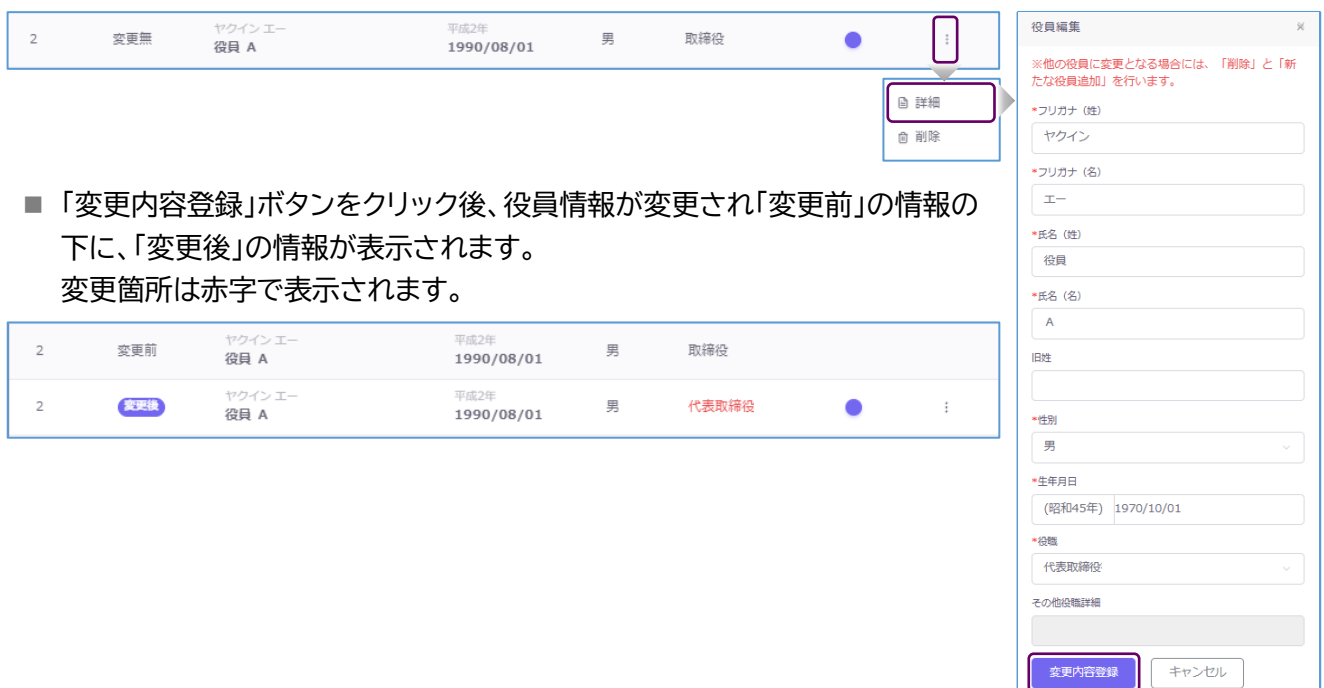 2 変更無 ヤクイン エー 平成2年 男 取締役
役員 A 1990/08/01
詳細
削除
■ 「変更内容登録」ボタンをクリック後、役員情報が変更され「変更前」の情報の
下に、「変更後」の情報が表示されます。
変更箇所は赤字で表示されます。
2 変更前 ヤクイン エー 平成2年 男 取締役
役員 A 1990/08/01
2 変更後 ヤクイン エー 平成2年 男 代表取締役
役員 A 1990/08/01
役員編集 ×
※他の役員に変更となる場合には、「削除」と「新
たな役員追加」を行います。
*フリガナ（姓）
ヤクイン
*フリガナ（名）
エー
*氏名（姓）
役員
*氏名（名）
A
旧姓
*性別
男
*生年月日
(昭和45年) 1970/10/01
*役職
代表取締役
その他役職詳細
変更内容登録 キャンセル